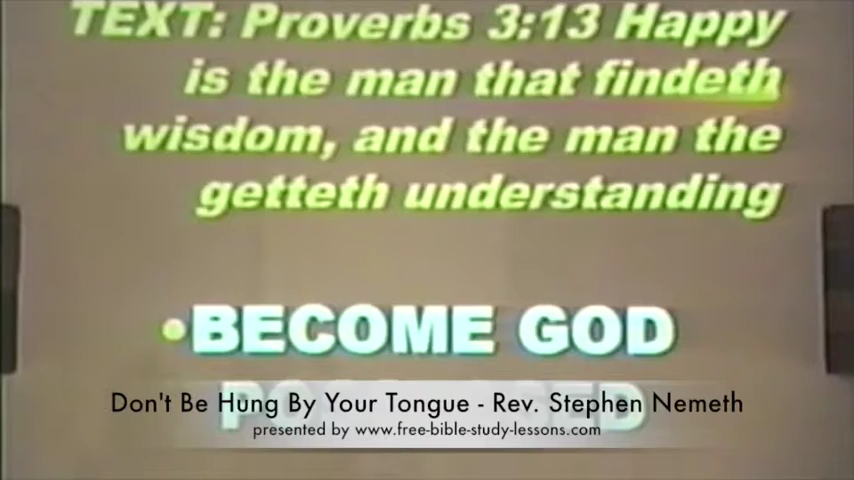 TEXT: Proverbs 3:13 Happy
is the man that findeth
wisdom, and the man the
getteth understanding
•BECOME GOD
Don't Be Hung By Your Tongue - Rev. Stephen Nemeth
presented by www.free-bible-study-lessons.com